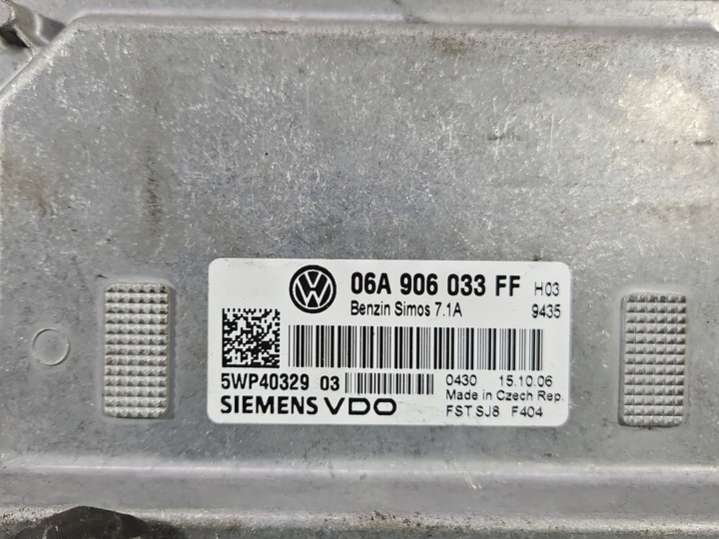 06A 906 033 FF H03
Benzin Simos 7.1A 9435
5WP40329 03 0430 15.10.06
Made in Czech Rep.
SIEMENS VDO FST SJ8 F404